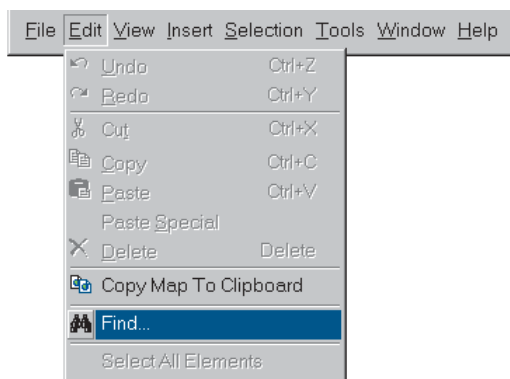 File Edit View Insert Selection Tools Window Help
Undo Ctrl+Z
Redo Ctrl+Y
Cut Ctrl+X
Copy Ctrl+C
Paste Ctrl+V
Paste Special
Delete Delete
Copy Map To Clipboard
Find...
Select All Elements